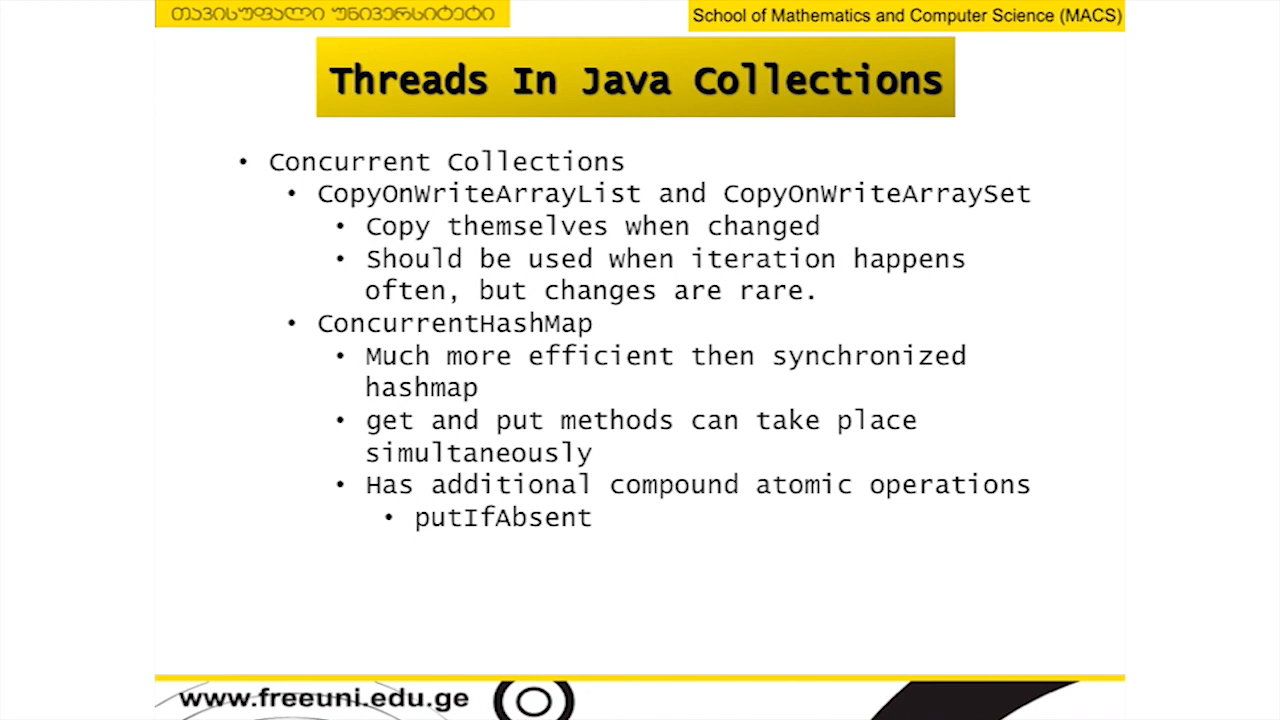 თავისუფალი უნივერსიტეტი
School of Mathematics and Computer Science (MACS)
Threads In Java Collections
• Concurrent Collections
• CopyOnWriteArrayList and CopyOnWriteArraySet
• Copy themselves when changed
• Should be used when iteration happens
often, but changes are rare.
• ConcurrentHashMap
• Much more efficient then synchronized
hashmap
• get and put methods can take place
simultaneously
• Has additional compound atomic operations
• putIfAbsent
www.freeuni.edu.ge